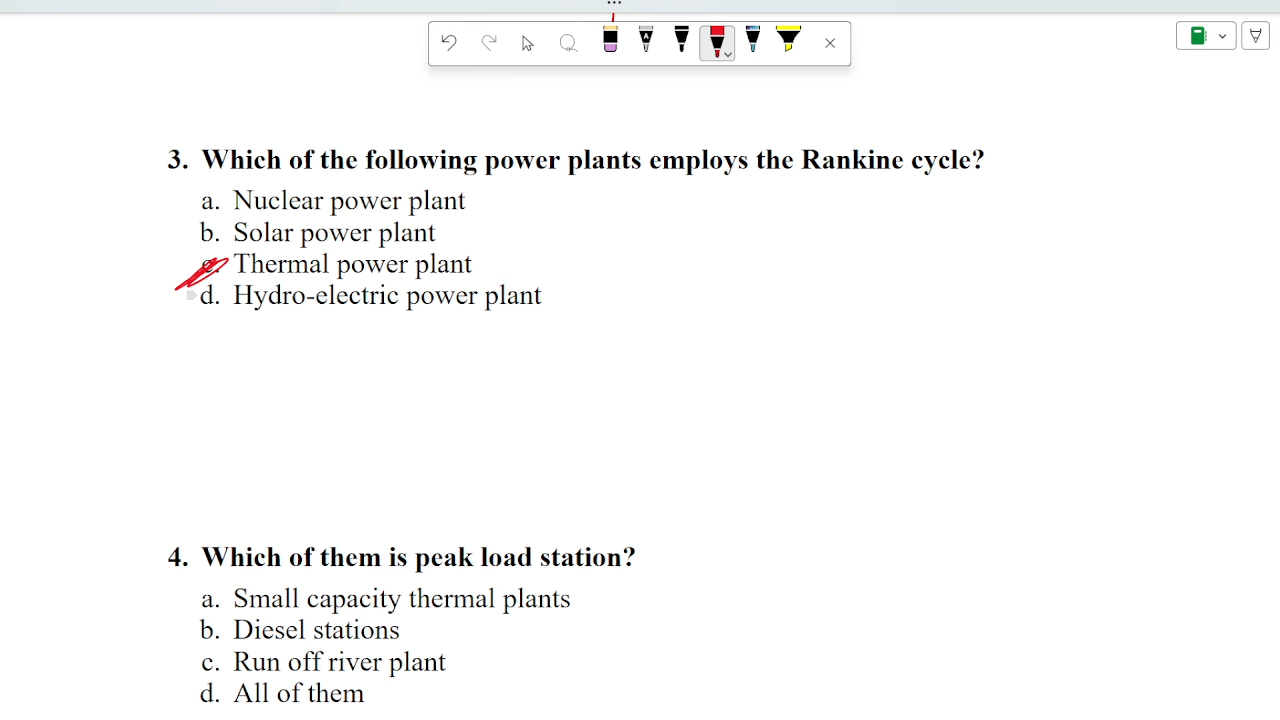 3. Which of the following power plants employs the Rankine cycle?
a. Nuclear power plant
b. Solar power plant
c. Thermal power plant
d. Hydro-electric power plant
4. Which of them is peak load station?
a. Small capacity thermal plants
b. Diesel stations
c. Run off river plant
d. All of them